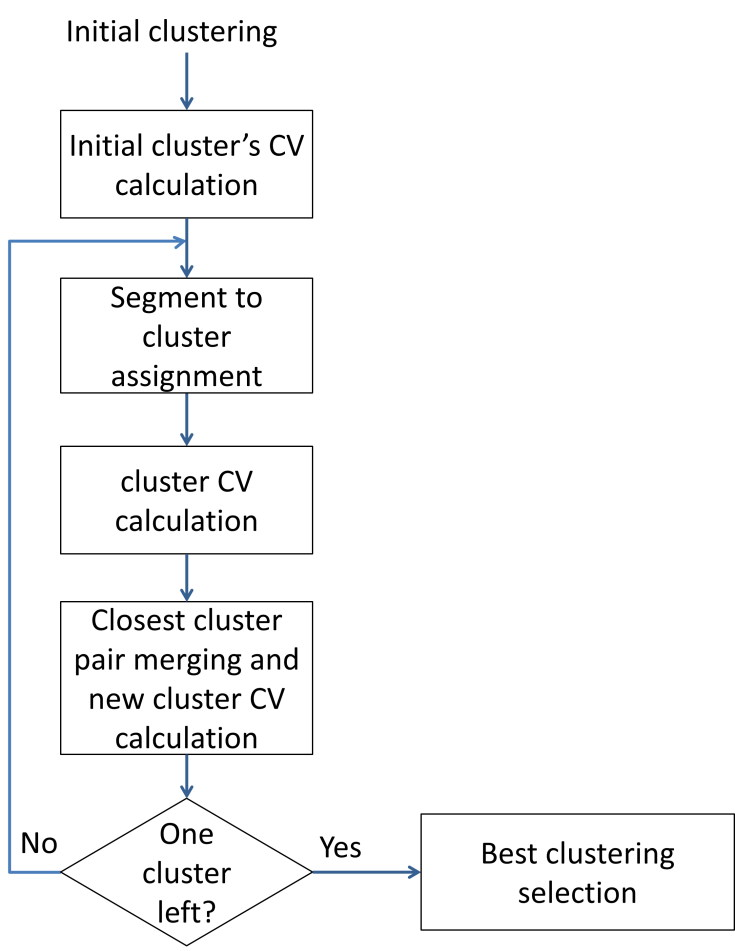 Initial clustering
Initial cluster’s CV
calculation
Segment to
cluster
assignment
cluster CV
calculation
Closest cluster
pair merging and
new cluster CV
calculation
One
cluster
left?
No
Yes
Best clustering
selection